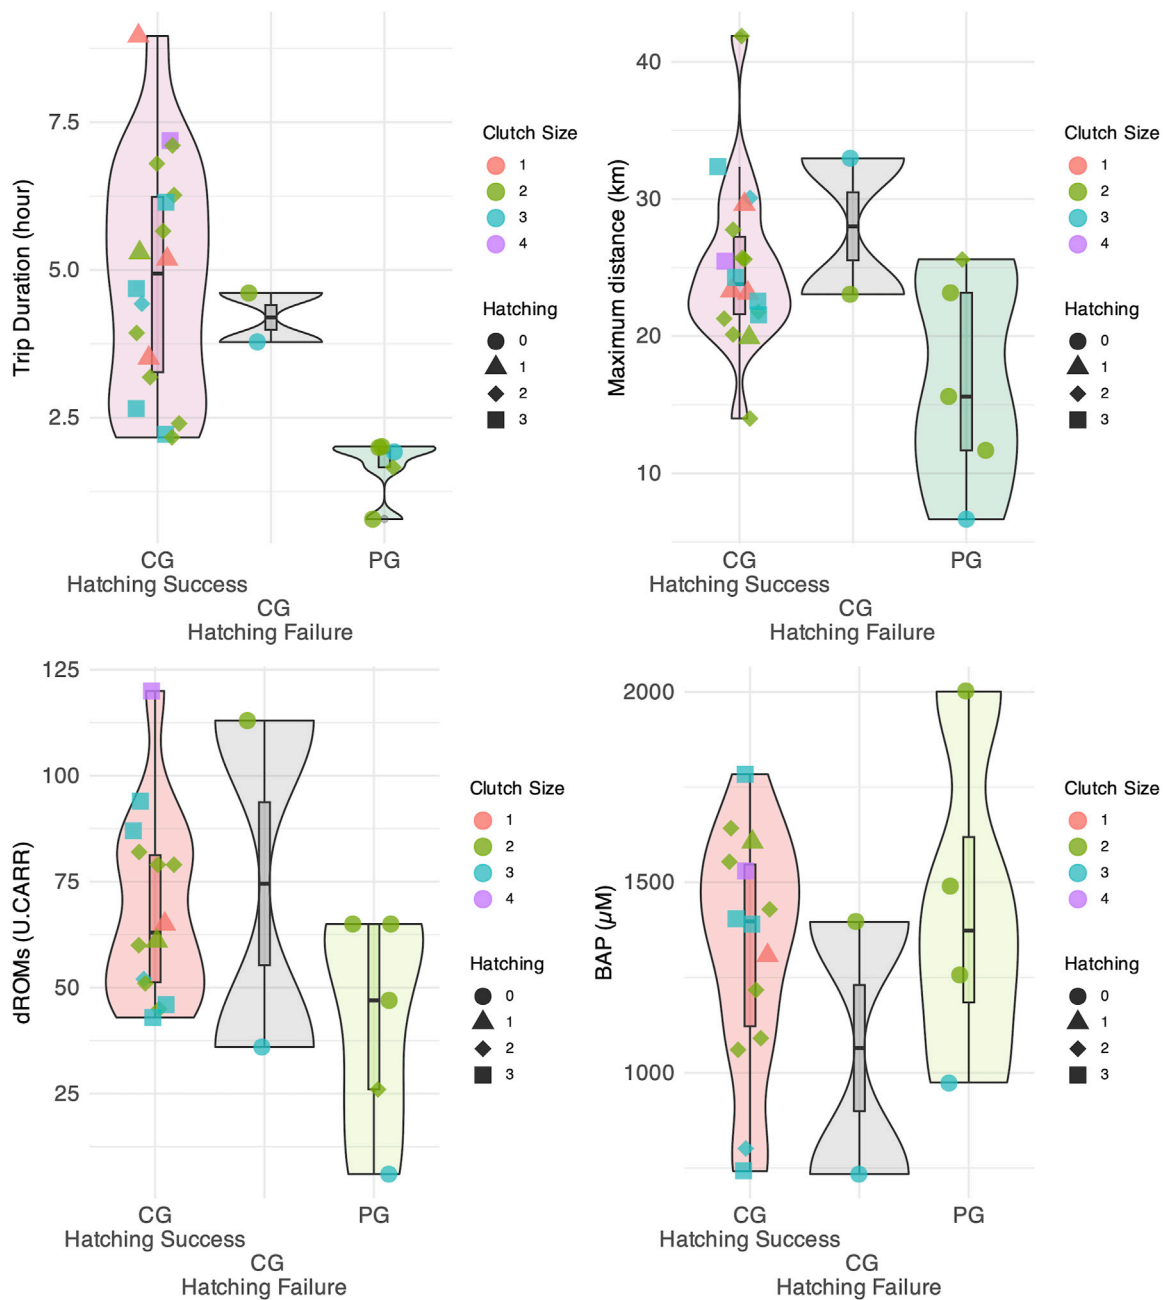 Trip Duration (hour)
7.5
5.0
2.5
CG
Hatching Success
CG
Hatching Failure
PG
Clutch Size
1
2
3
4
Hatching
0
1
2
3
Maximum distance (km)
40
30
20
10
CG
Hatching Success
CG
Hatching Failure
PG
Clutch Size
1
2
3
4
Hatching
0
1
2
3
dROMs (U.CARR)
125
100
75
50
25
CG
Hatching Success
CG
Hatching Failure
PG
Clutch Size
1
2
3
4
Hatching
0
1
2
3
BAP (µM)
2000
1500
1000
CG
Hatching Success
CG
Hatching Failure
PG
Clutch Size
1
2
3
4
Hatching
0
1
2
3